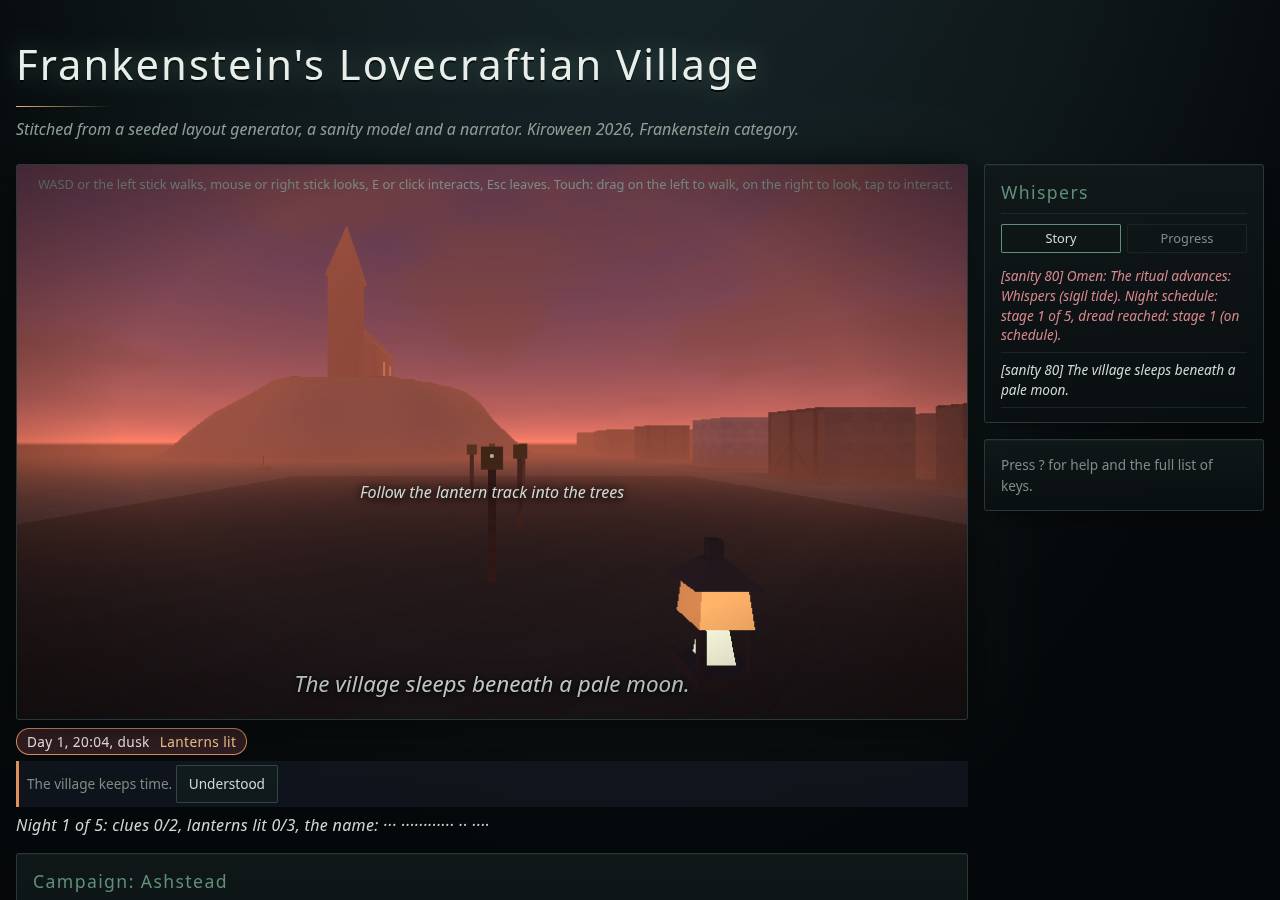 Frankenstein's Lovecraftian Village
Stitched from a seeded layout generator, a sanity model and a narrator. Kiroween 2026, Frankenstein category.
WASD or the left stick walks, mouse or right stick looks, E or click interacts, Esc leaves. Touch: drag on the left to walk, on the right to look, tap to interact.
Follow the lantern track into the trees
The village sleeps beneath a pale moon.
Day 1, 20:04, dusk Lanterns lit
The village keeps time. Understood
Night 1 of 5: clues 0/2, lanterns lit 0/3, the name: ··· ············ ·· ····
Campaign: Ashstead
Whispers
Story Progress
[sanity 80] Omen: The ritual advances:
Whispers (sigil tide). Night schedule:
stage 1 of 5, dread reached: stage 1 (on
schedule).
[sanity 80] The village sleeps beneath a
pale moon.
Press ? for help and the full list of
keys.